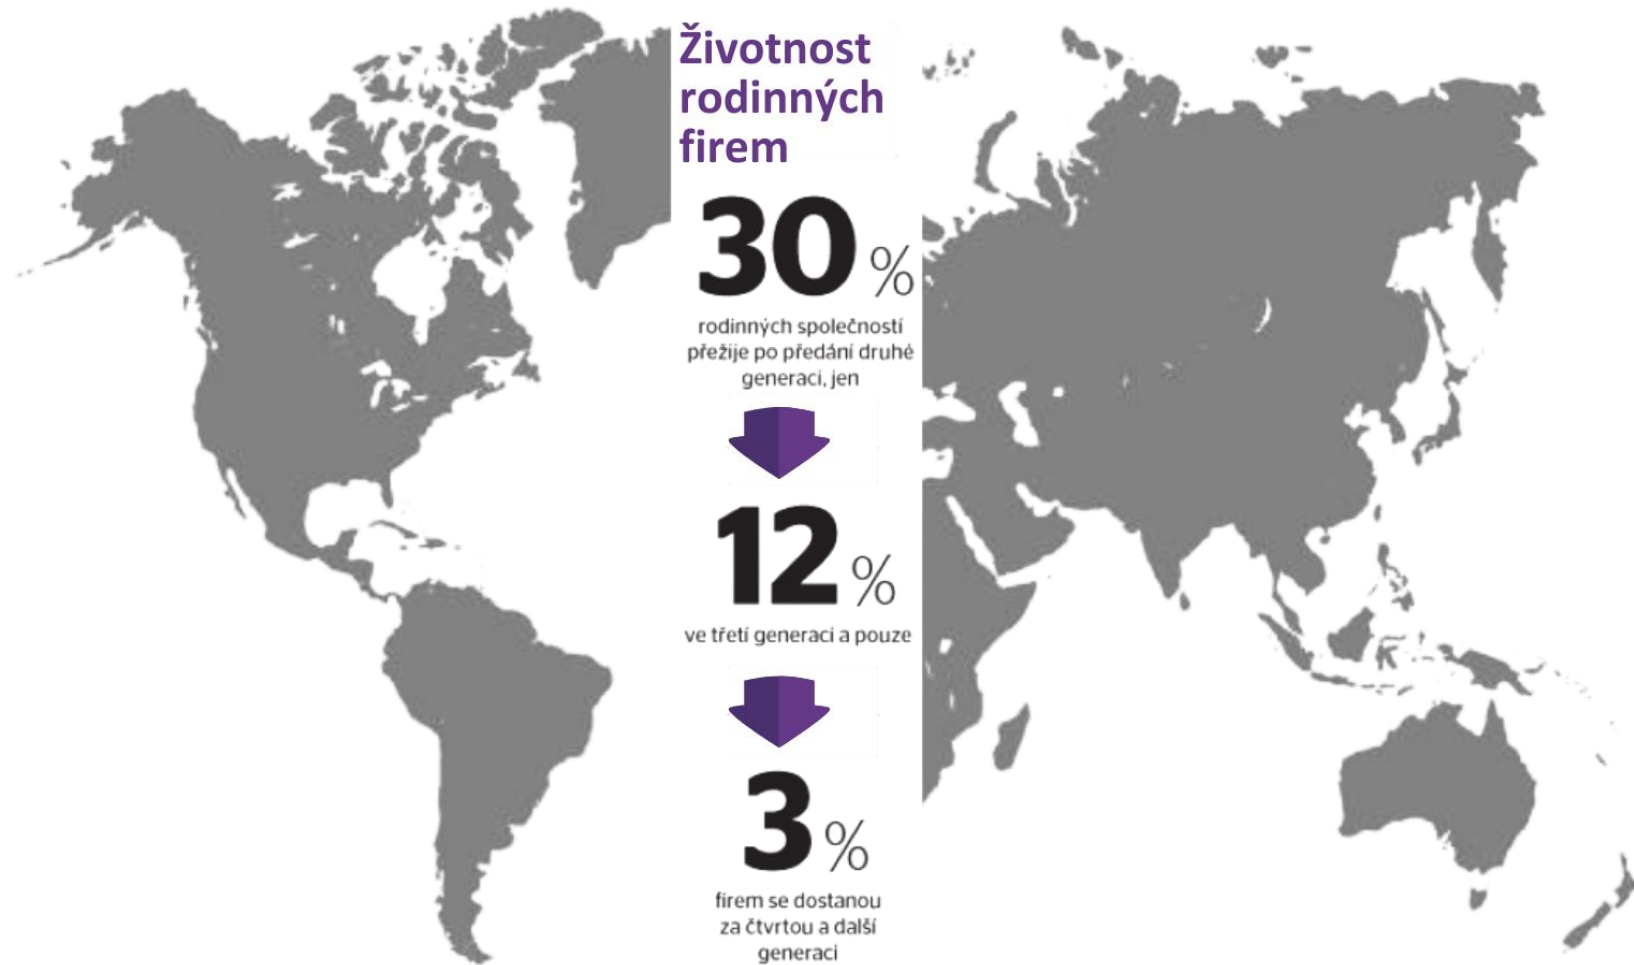 Životnost
rodinných
firem
30 %
rodinných společností
přežije po předání druhé
generaci, jen
12 %
ve třetí generaci a pouze
3 %
firem se dostanou
za čtvrtou a další
generaci